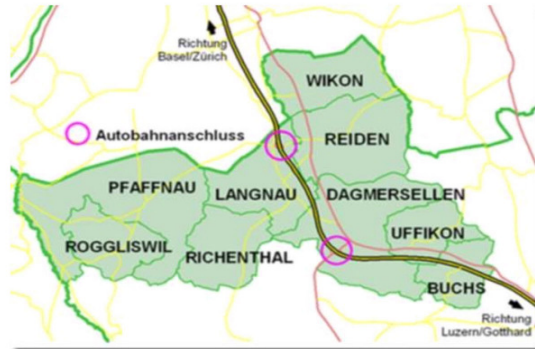 Richtung
Basel/Zürich
WIKON
Autobahnanschluss
REIDEN
PFAFFNAU
LANGNAU
DAGMERSELLEN
UFFIKON
ROGGLISWIL
RICHENTHAL
BUCHS
Richtung
Luzern/Gotthard